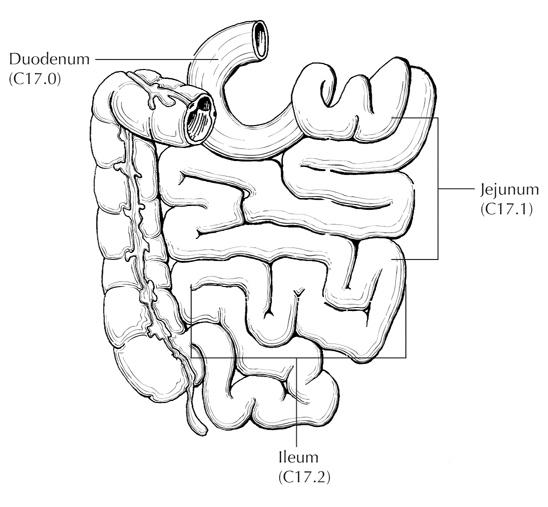 Duodenum
(C17.0)
Jejunum
(C17.1)
Ileum
(C17.2)